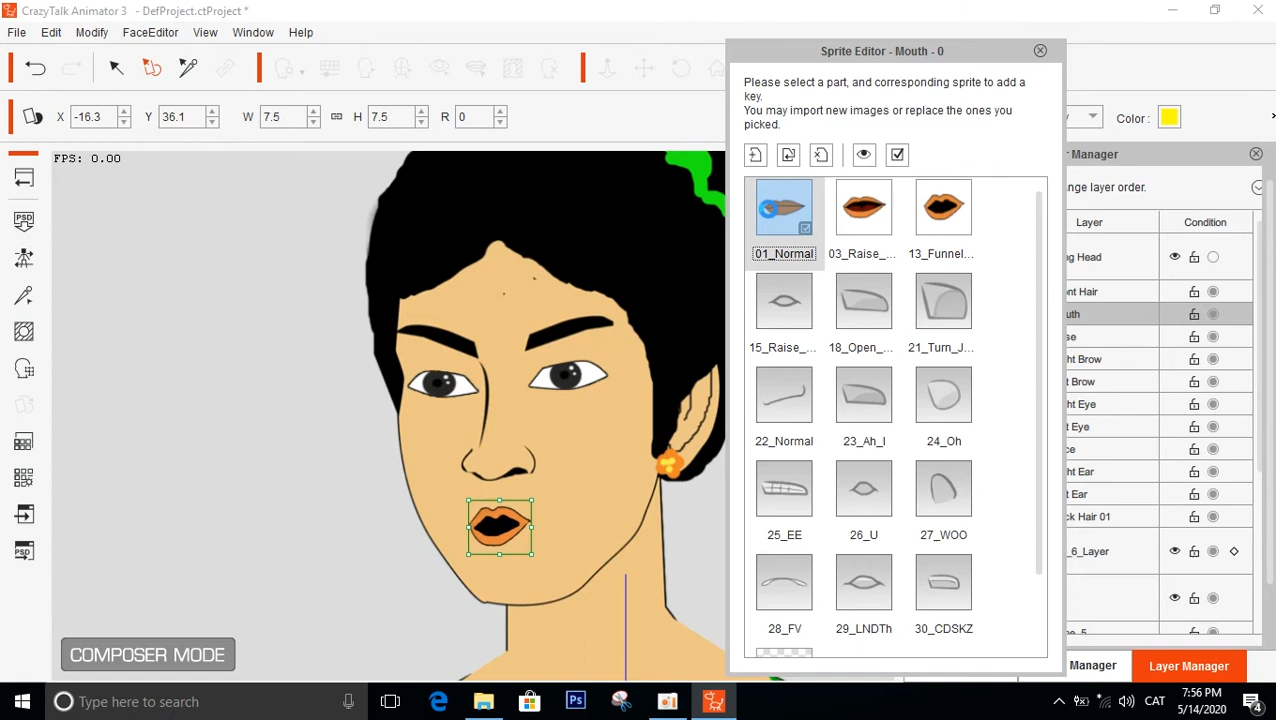 CrazyTalk Animator 3 - DefProject.ctProject *
File Edit Modify FaceEditor View Window Help
X -16.3 Y 36.1 W 7.5 H 7.5 R 0
Color :
FPS: 0.00
Sprite Editor - Mouth - 0
Please select a part, and corresponding sprite to add a
key.
You may import new images or replace the ones you
picked.
01_Normal 03_Raise_... 13_Funnel...
15_Raise_... 18_Open_... 21_Turn_J...
22_Normal 23_Ah_I 24_Oh
25_EE 26_U 27_WOO
28_FV 29_LNDTh 30_CDSKZ
r Manager
nge layer order.
Layer Condition
ng Head
nt Hair
uth
se
ht Brow
t Brow
ht Eye
t Eye
ce
ht Ear
t Ear
ck Hair 01
_6_Layer
Manager Layer Manager
COMPOSER MODE
Type here to search
CAT
7:56 PM
5/14/2020
4